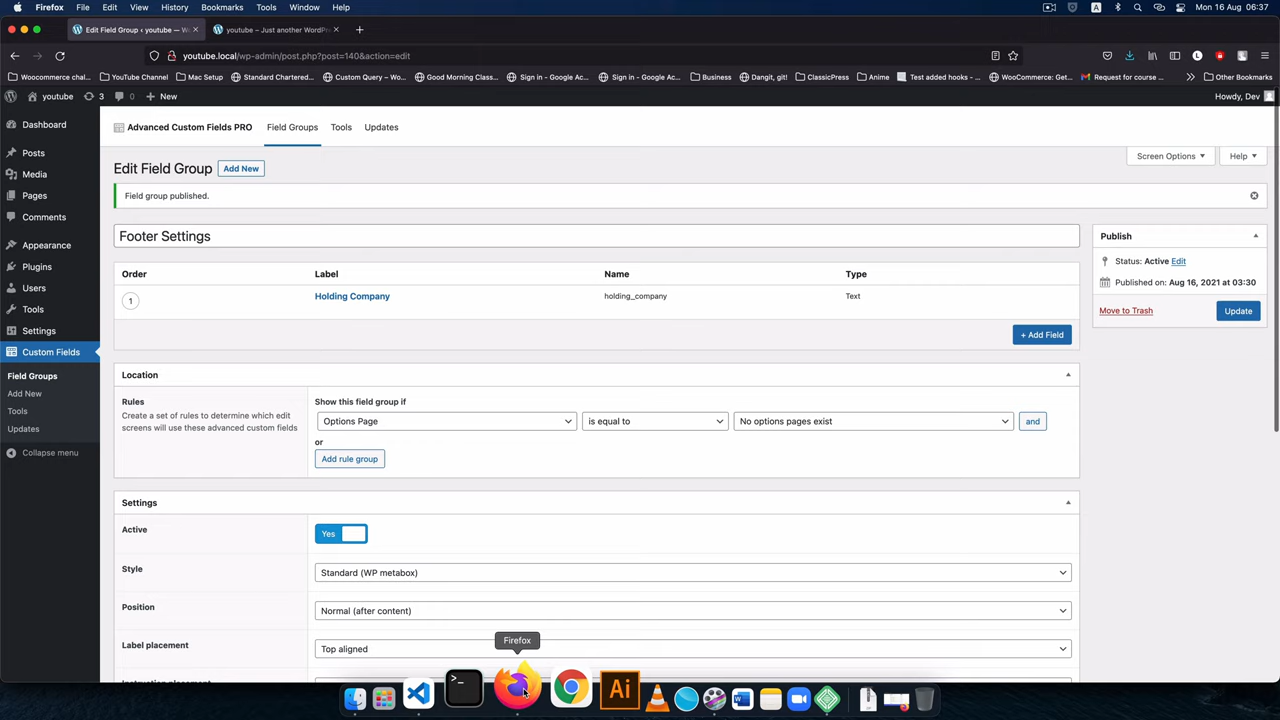 Firefox File Edit View History Bookmarks Tools Window Help Mon 16 Aug 06:37
Edit Field Group ‹ youtube — W youtube – Just another WordPre
youtube.local/wp-admin/post.php?post=140&action=edit
Woocommerce chal... YouTube Channel Mac Setup Standard Chartered... Custom Query – Wo... Good Morning Class... Sign in - Google Ac... Sign in - Google Ac... Business Dangit, git! ClassicPress Anime Test added hooks - ... WooCommerce: Get... Request for course ... Other Bookmarks
youtube 3 0 New Howdy, Dev
Dashboard
Posts
Media
Pages
Comments
Appearance
Plugins
Users
Tools
Settings
Custom Fields
Field Groups
Add New
Tools
Updates
Collapse menu
Advanced Custom Fields PRO Field Groups Tools Updates
Screen Options Help
Edit Field Group Add New
Field group published.
Footer Settings
Order Label Name Type
1 Holding Company holding_company Text
+ Add Field
Location
Rules
Create a set of rules to determine which edit
screens will use these advanced custom fields
Show this field group if
Options Page is equal to No options pages exist and
or
Add rule group
Settings
Active Yes
Style Standard (WP metabox)
Position Normal (after content)
Label placement Top aligned
Publish
Status: Active Edit
Published on: Aug 16, 2021 at 03:30
Move to Trash Update
Firefox
Ai